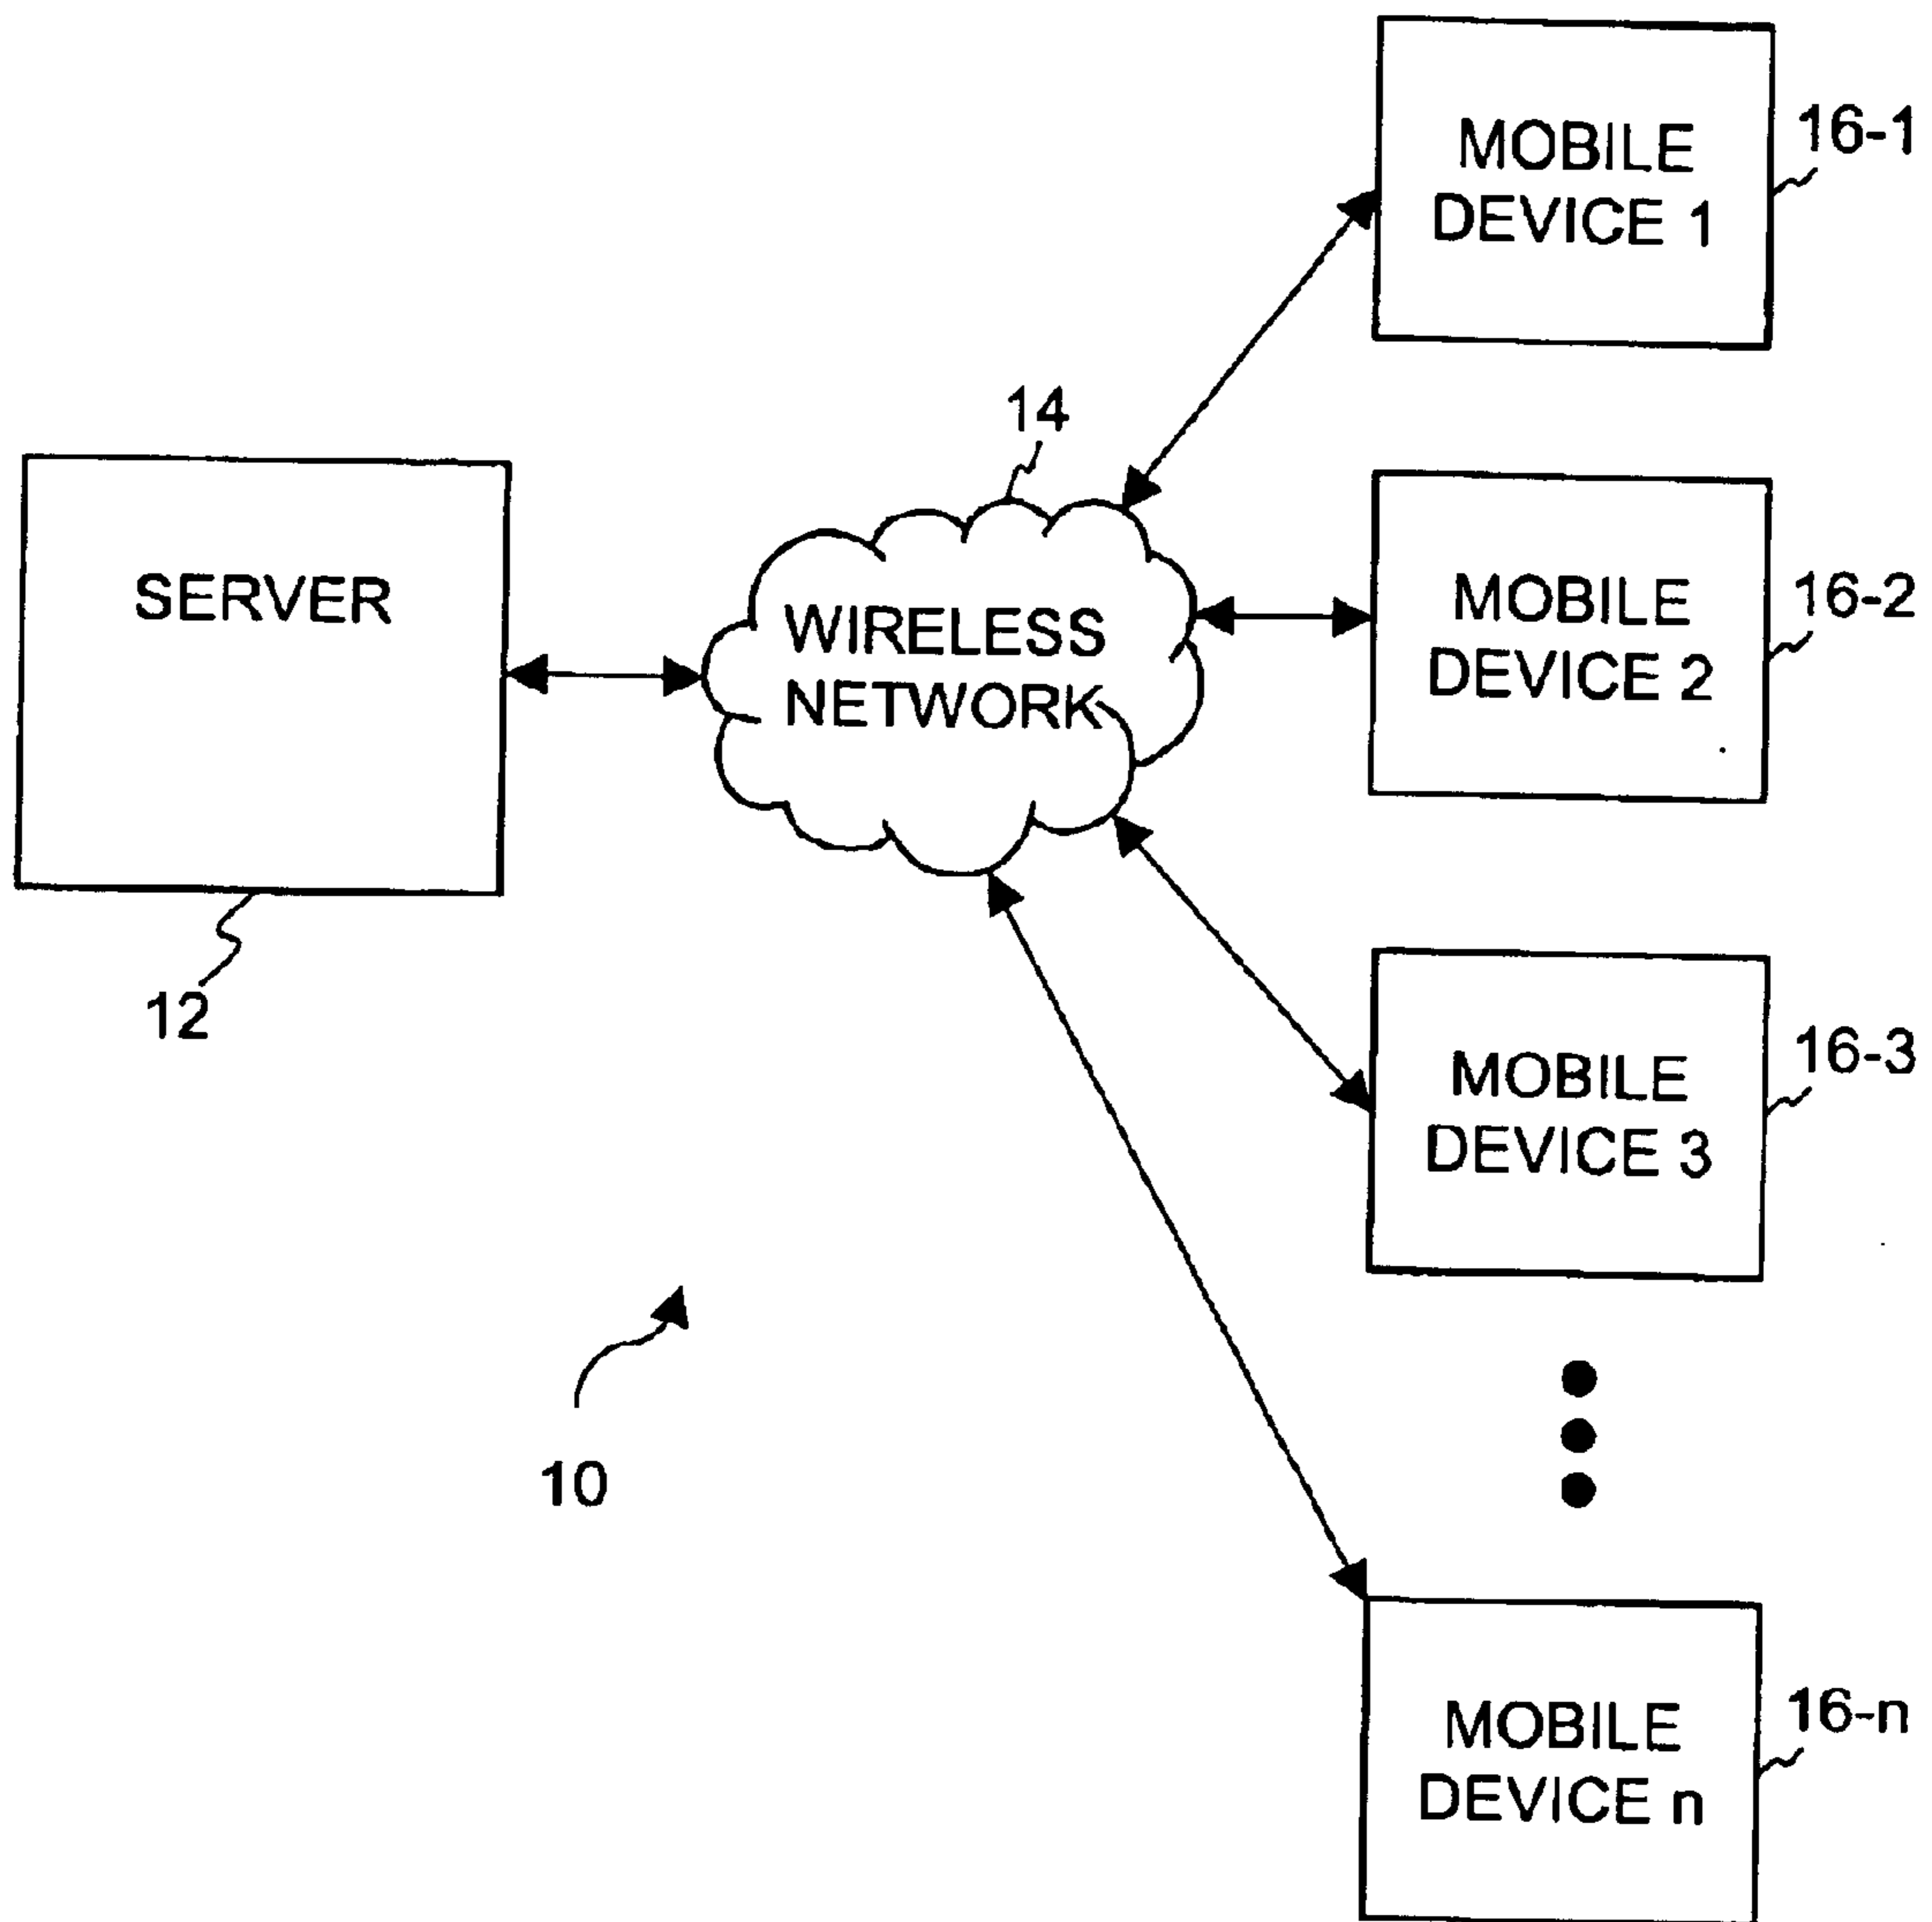 MOBILE
DEVICE 1
16-1
14
SERVER
WIRELESS
NETWORK
MOBILE
DEVICE 2
16-2
12
MOBILE
DEVICE 3
16-3
10
MOBILE
DEVICE n
16-n